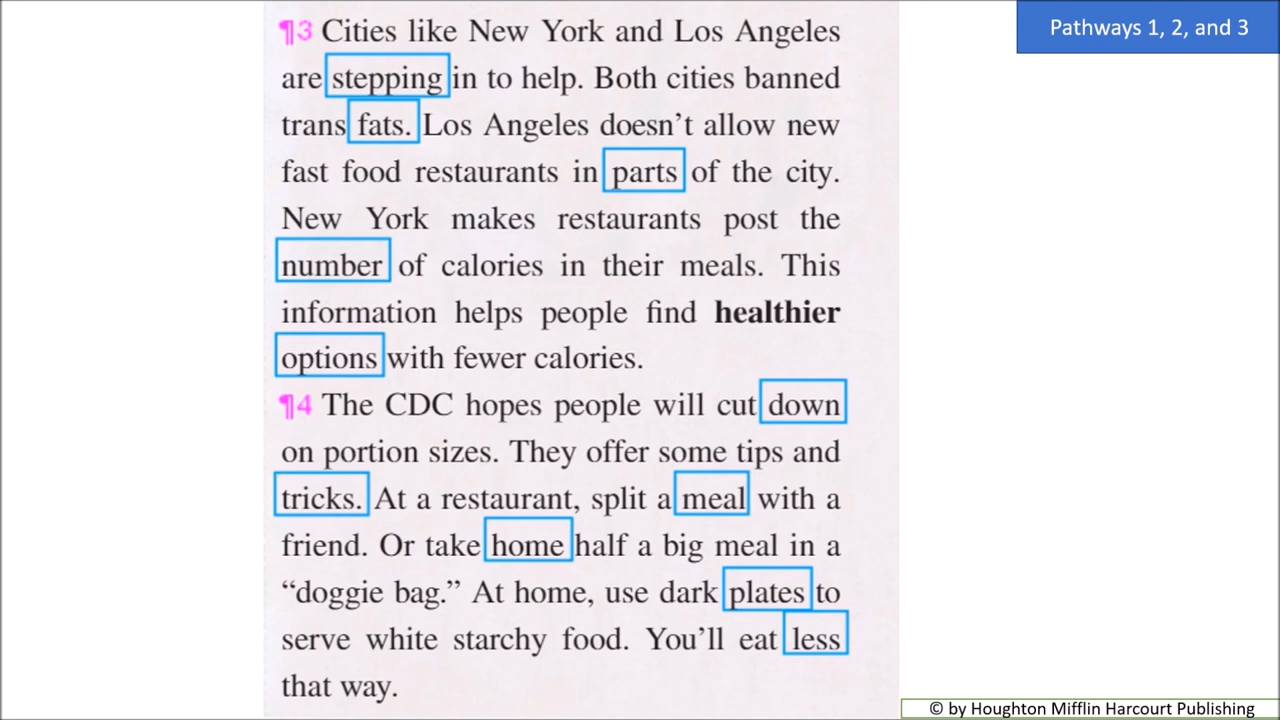 Pathways 1, 2, and 3
¶3 Cities like New York and Los Angeles
are stepping in to help. Both cities banned
trans fats. Los Angeles doesn't allow new
fast food restaurants in parts of the city.
New York makes restaurants post the
number of calories in their meals. This
information helps people find healthier
options with fewer calories.
¶4 The CDC hopes people will cut down
on portion sizes. They offer some tips and
tricks. At a restaurant, split a meal with a
friend. Or take home half a big meal in a
“doggie bag.” At home, use dark plates to
serve white starchy food. You'll eat less
that way.
© by Houghton Mifflin Harcourt Publishing